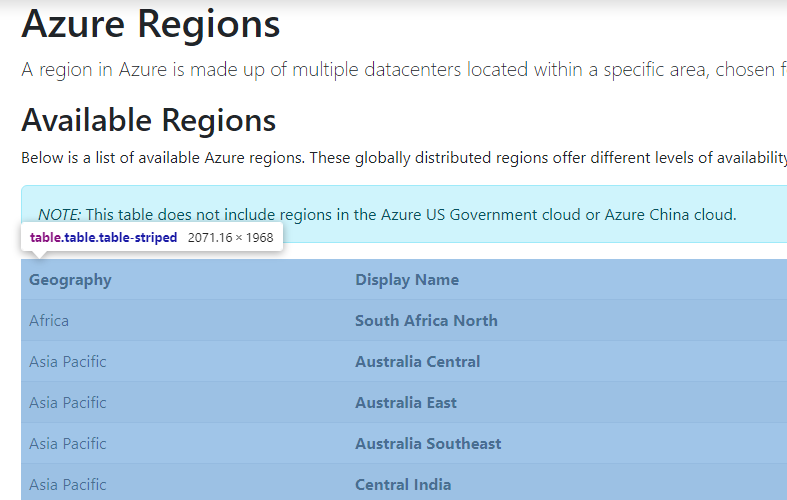 Azure Regions
A region in Azure is made up of multiple datacenters located within a specific area, chosen f
Available Regions
Below is a list of available Azure regions. These globally distributed regions offer different levels of availability
NOTE: This table does not include regions in the Azure US Government cloud or Azure China cloud.
table.table.table-striped 2071.16 × 1968
Geography Display Name
Africa South Africa North
Asia Pacific Australia Central
Asia Pacific Australia East
Asia Pacific Australia Southeast
Asia Pacific Central India